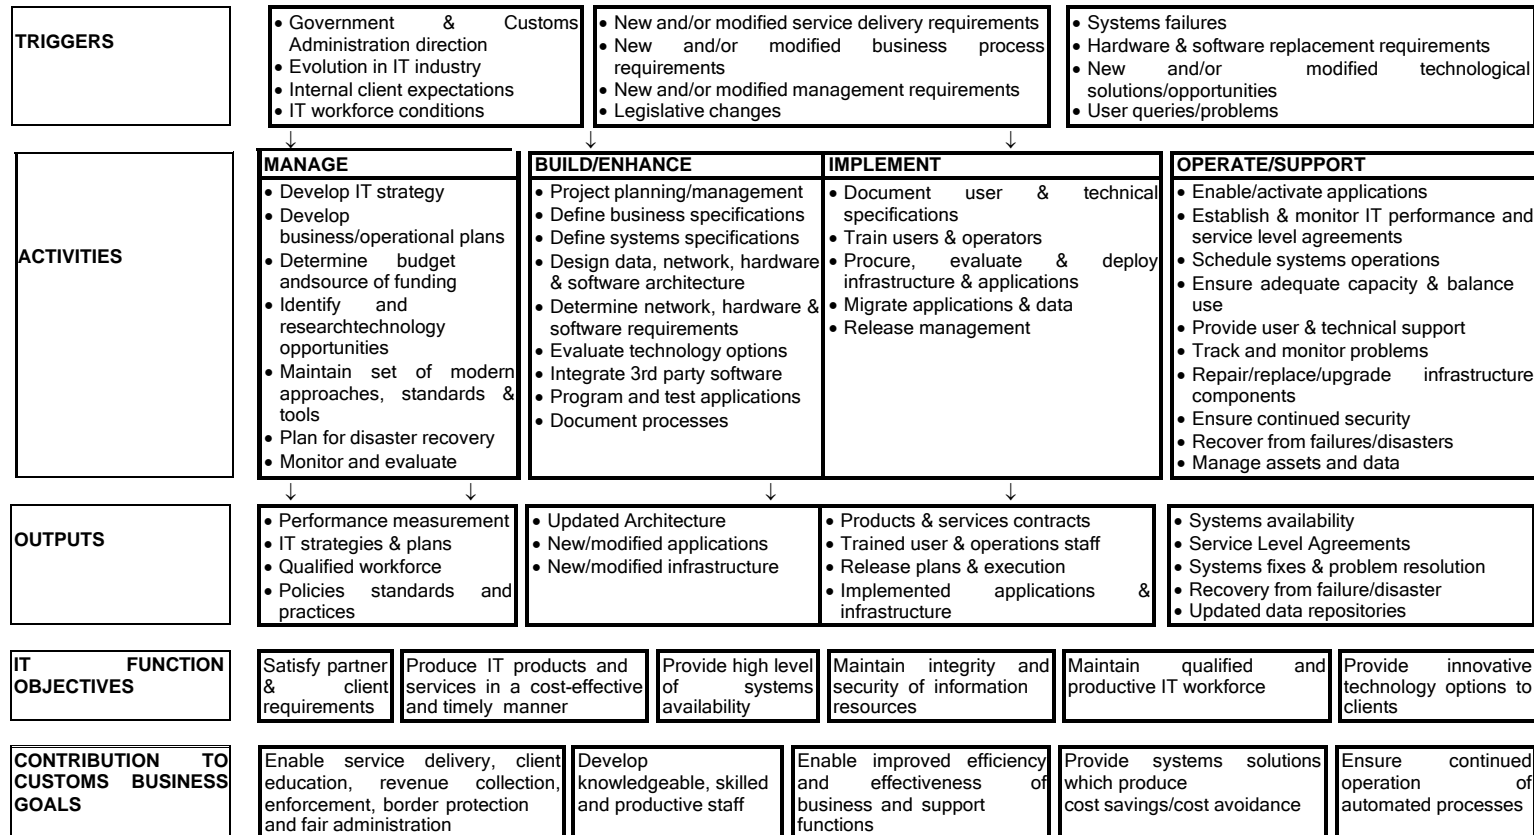 TRIGGERS
• Government & Customs
Administration direction
• Evolution in IT industry
• Internal client expectations
• IT workforce conditions
• New and/or modified service delivery requirements
• New and/or modified business process
requirements
• New and/or modified management requirements
• Legislative changes
• Systems failures
• Hardware & software replacement requirements
• New and/or modified technological
solutions/opportunities
• User queries/problems
↓ ↓ ↓
ACTIVITIES
MANAGE
• Develop IT strategy
• Develop
business/operational plans
• Determine budget
andsource of funding
• Identify and
researchtechnology
opportunities
• Maintain set of modern
approaches, standards &
tools
• Plan for disaster recovery
• Monitor and evaluate
BUILD/ENHANCE
• Project planning/management
• Define business specifications
• Define systems specifications
• Design data, network, hardware
& software architecture
• Determine network, hardware &
software requirements
• Evaluate technology options
• Integrate 3rd party software
• Program and test applications
• Document processes
IMPLEMENT
• Document user & technical
specifications
• Train users & operators
• Procure, evaluate & deploy
infrastructure & applications
• Migrate applications & data
• Release management
OPERATE/SUPPORT
• Enable/activate applications
• Establish & monitor IT performance and
service level agreements
• Schedule systems operations
• Ensure adequate capacity & balance
use
• Provide user & technical support
• Track and monitor problems
• Repair/replace/upgrade infrastructure
components
• Ensure continued security
• Recover from failures/disasters
• Manage assets and data
↓ ↓ ↓ ↓
OUTPUTS
• Performance measurement
• IT strategies & plans
• Qualified workforce
• Policies standards and
practices
• Updated Architecture
• New/modified applications
• New/modified infrastructure
• Products & services contracts
• Trained user & operations staff
• Release plans & execution
• Implemented applications &
infrastructure
• Systems availability
• Service Level Agreements
• Systems fixes & problem resolution
• Recovery from failure/disaster
• Updated data repositories
IT FUNCTION
OBJECTIVES
Satisfy partner
& client
requirements
Produce IT products and
services in a cost-effective
and timely manner
Provide high level
of systems
availability
Maintain integrity and
security of information
resources
Maintain qualified and
productive IT workforce
Provide innovative
technology options to
clients
CONTRIBUTION TO
CUSTOMS BUSINESS
GOALS
Enable service delivery, client
education, revenue collection,
enforcement, border protection
and fair administration
Develop
knowledgeable, skilled
and productive staff
Enable improved efficiency
and effectiveness of
business and support
functions
Provide systems solutions
which produce
cost savings/cost avoidance
Ensure continued
operation of
automated processes